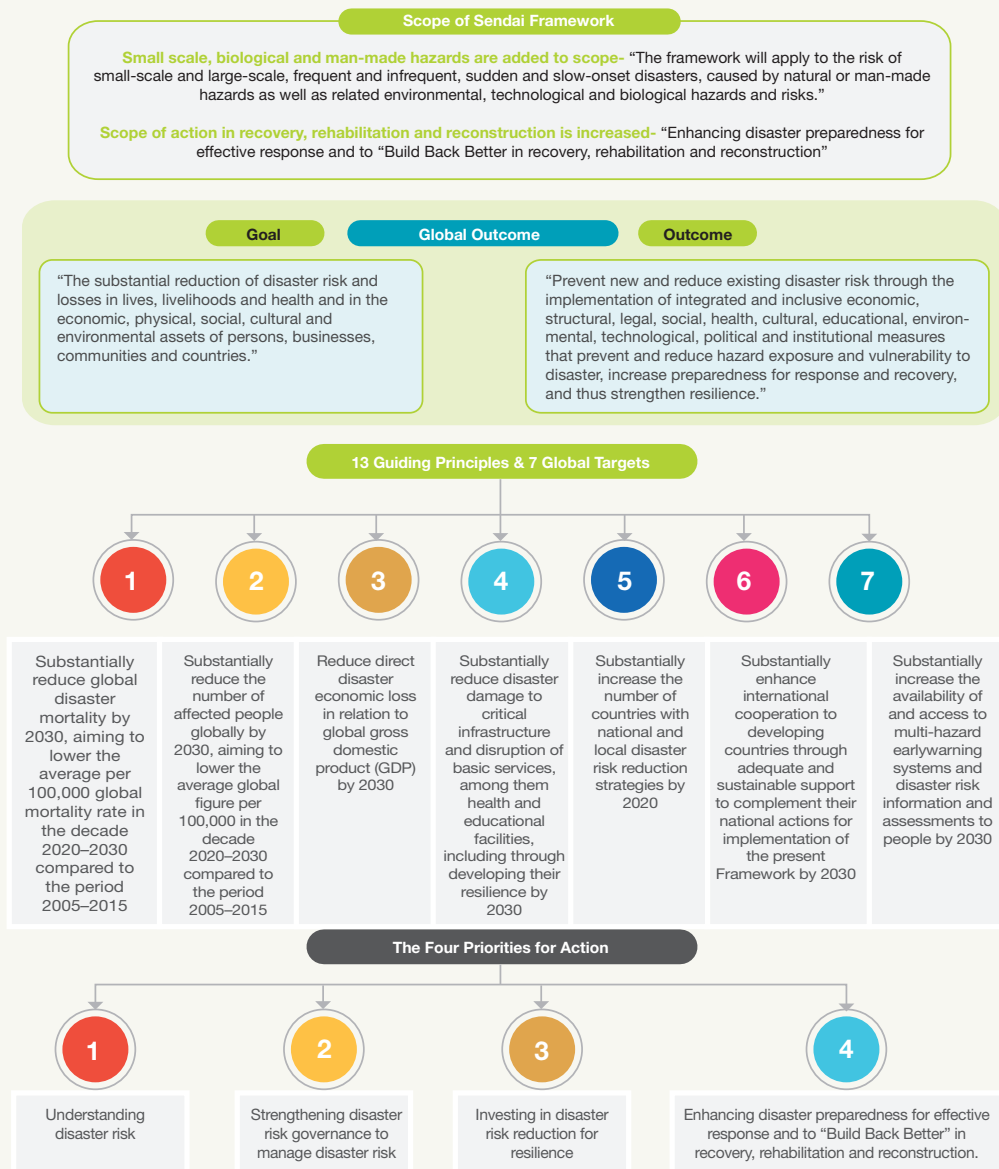 Scope of Sendai Framework
Small scale, biological and man-made hazards are added to scope- “The framework will apply to the risk of
small-scale and large-scale, frequent and infrequent, sudden and slow-onset disasters, caused by natural or man-made
hazards as well as related environmental, technological and biological hazards and risks.”
Scope of action in recovery, rehabilitation and reconstruction is increased- “Enhancing disaster preparedness for
effective response and to “Build Back Better in recovery, rehabilitation and reconstruction”
Goal
Global Outcome
Outcome
“The substantial reduction of disaster risk and
losses in lives, livelihoods and health and in the
economic, physical, social, cultural and
environmental assets of persons, businesses,
communities and countries.”
“Prevent new and reduce existing disaster risk through the
implementation of integrated and inclusive economic,
structural, legal, social, health, cultural, educational, environ-
mental, technological, political and institutional measures
that prevent and reduce hazard exposure and vulnerability to
disaster, increase preparedness for response and recovery,
and thus strengthen resilience.”
13 Guiding Principles & 7 Global Targets
1
2
3
4
5
6
7
Substantially
reduce global
disaster
mortality by
2030, aiming to
lower the
average per
100,000 global
mortality rate in
the decade
2020–2030
compared to
the period
2005–2015
Substantially
reduce the
number of
affected people
globally by
2030, aiming to
lower the
average global
figure per
100,000 in the
decade
2020–2030
compared to
the period
2005–2015
Reduce direct
disaster
economic loss
in relation to
global gross
domestic
product (GDP)
by 2030
Substantially
reduce disaster
damage to
critical
infrastructure
and disruption of
basic services,
among them
health and
educational
facilities,
including through
developing their
resilience by
2030
Substantially
increase the
number of
countries with
national and
local disaster
risk reduction
strategies by
2020
Substantially
enhance
international
cooperation to
developing
countries through
adequate and
sustainable support
to complement their
national actions for
implementation of
the present
Framework by 2030
Substantially
increase the
availability of
and access to
multi-hazard
earlywarning
systems and
disaster risk
information and
assessments to
people by 2030
The Four Priorities for Action
1
2
3
4
Understanding
disaster risk
Strengthening disaster
risk governance to
manage disaster risk
Investing in disaster
risk reduction for
resilience
Enhancing disaster preparedness for effective
response and to “Build Back Better” in
recovery, rehabilitation and reconstruction.